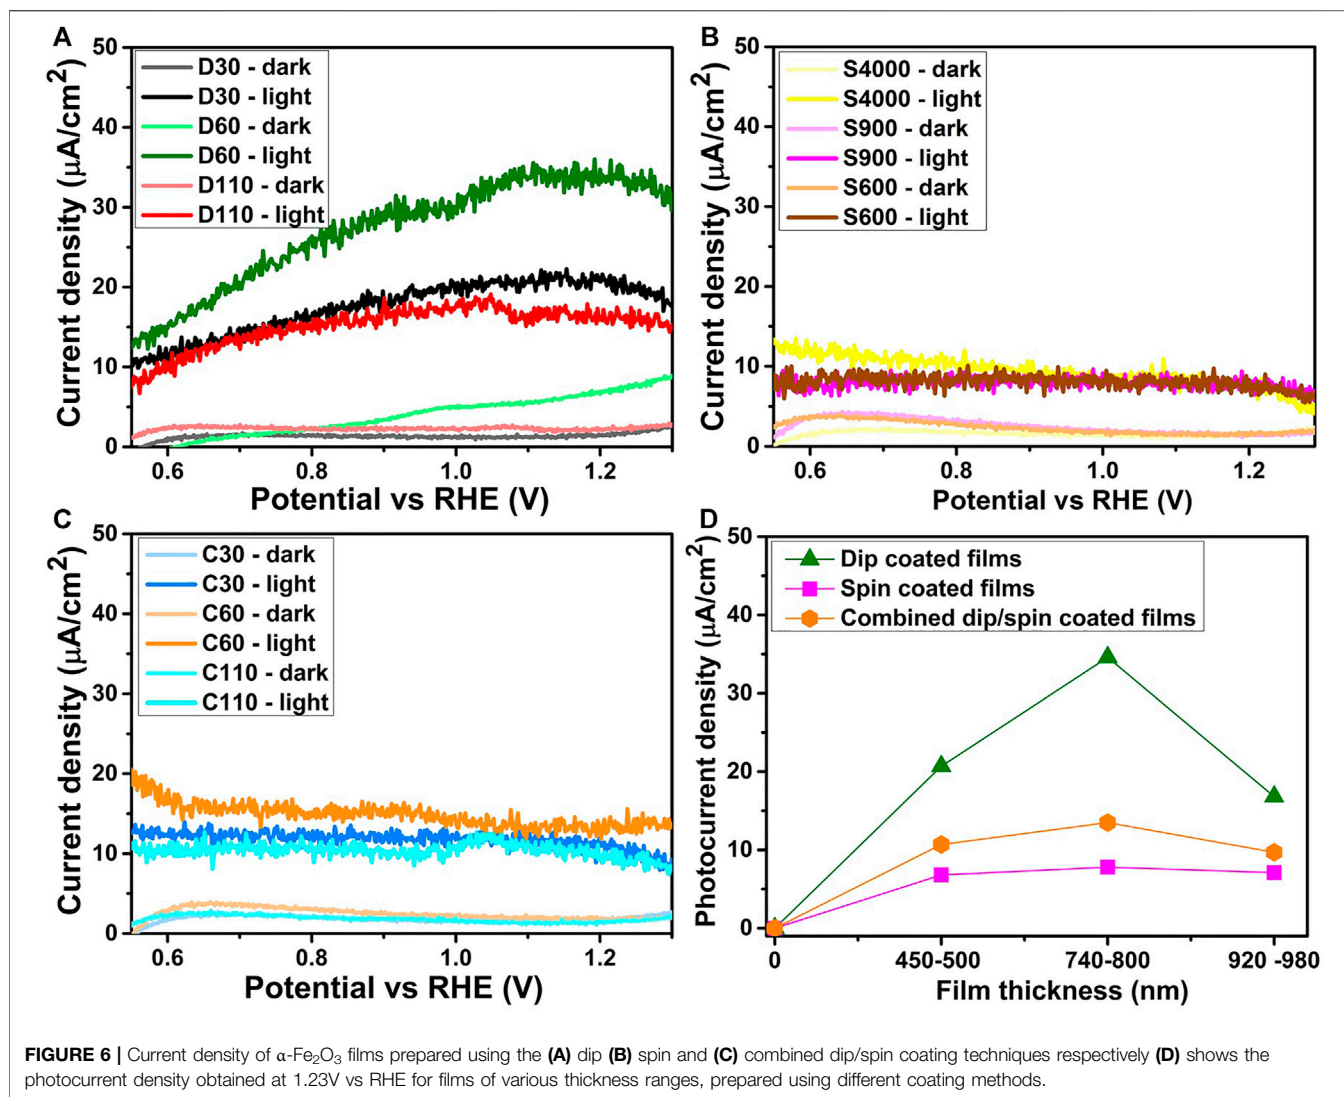 A
50
40
30
20
10
0
Current density (µA/cm²)
D30 - dark
D30 - light
D60 - dark
D60 - light
D110 - dark
D110 - light
0.6 0.8 1.0 1.2
Potential vs RHE (V)
B
50
40
30
20
10
0
Current density (µA/cm²)
S4000 - dark
S4000 - light
S900 - dark
S900 - light
S600 - dark
S600 - light
0.6 0.8 1.0 1.2
Potential vs RHE (V)
C
50
40
30
20
10
0
Current density (µA/cm²)
C30 - dark
C30 - light
C60 - dark
C60 - light
C110 - dark
C110 - light
0.6 0.8 1.0 1.2
Potential vs RHE (V)
D
50
40
30
20
10
0
Photocurrent density (µA/cm²)
Dip coated films
Spin coated films
Combined dip/spin coated films
0 450-500 740-800 920 -980
Film thickness (nm)
FIGURE 6 | Current density of α-Fe₂O₃ films prepared using the (A) dip (B) spin and (C) combined dip/spin coating techniques respectively (D) shows the
photocurrent density obtained at 1.23V vs RHE for films of various thickness ranges, prepared using different coating methods.